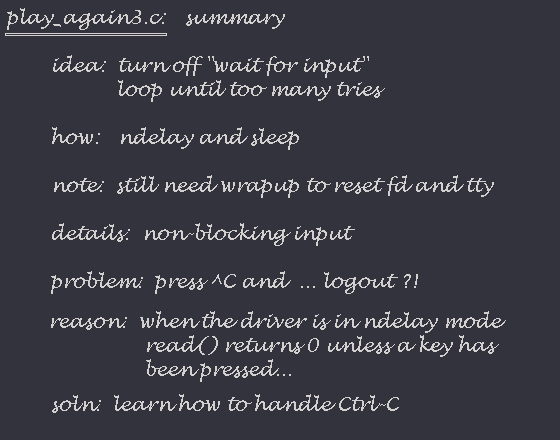 play_again3.c: summary
idea: turn off "wait for input"
loop until too many tries
how: ndelay and sleep
note: still need wrapup to reset fd and tty
details: non-blocking input
problem: press ^C and ... logout ?!
reason: when the driver is in ndelay mode
read() returns 0 unless a key has
been pressed...
soln: learn how to handle Ctrl-C